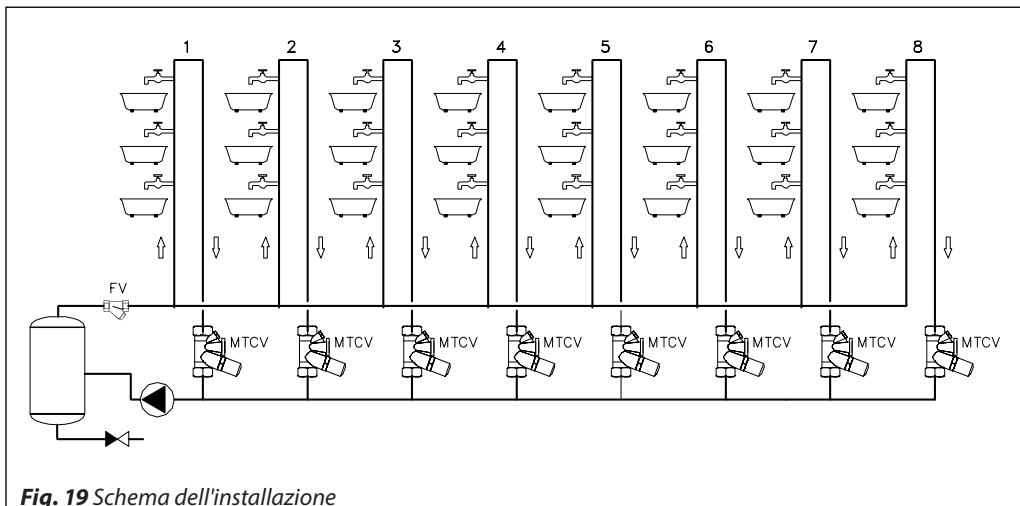 1 2 3 4 5 6 7 8
FV
MTCV MTCV MTCV MTCV MTCV MTCV MTCV MTCV
Fig. 19 Schema dell'installazione